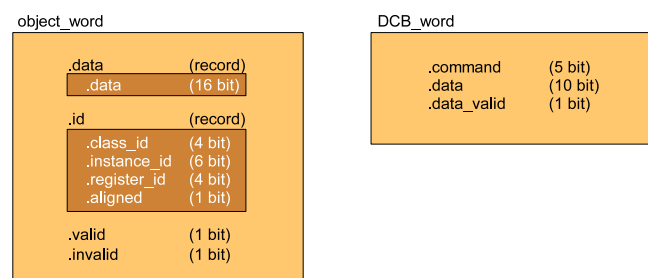 object_word
.data (record)
.data (16 bit)
.id (record)
.class_id (4 bit)
.instance_id (6 bit)
.register_id (4 bit)
.aligned (1 bit)
.valid (1 bit)
.invalid (1 bit)
DCB_word
.command (5 bit)
.data (10 bit)
.data_valid (1 bit)